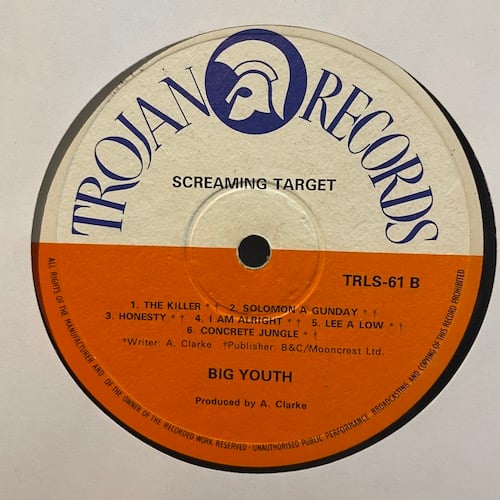 TROJAN RECORDS
SCREAMING TARGET
TRLS-61 B
1. THE KILLER * † 2. SOLOMON A GUNDAY * †
3. HONESTY * † 4. I AM ALRIGHT * † 5. LEE A LOW * †
6. CONCRETE JUNGLE * †
*Writer: A. Clarke †Publisher: B&C/Mooncrest Ltd.
BIG YOUTH
Produced by A. Clarke
ALL RIGHTS OF THE MANUFACTURER AND OF THE OWNER OF THE RECORDED WORK RESERVED - UNAUTHORISED PUBLIC PERFORMANCE, BROADCASTING AND COPYING OF THIS RECORD PROHIBITED